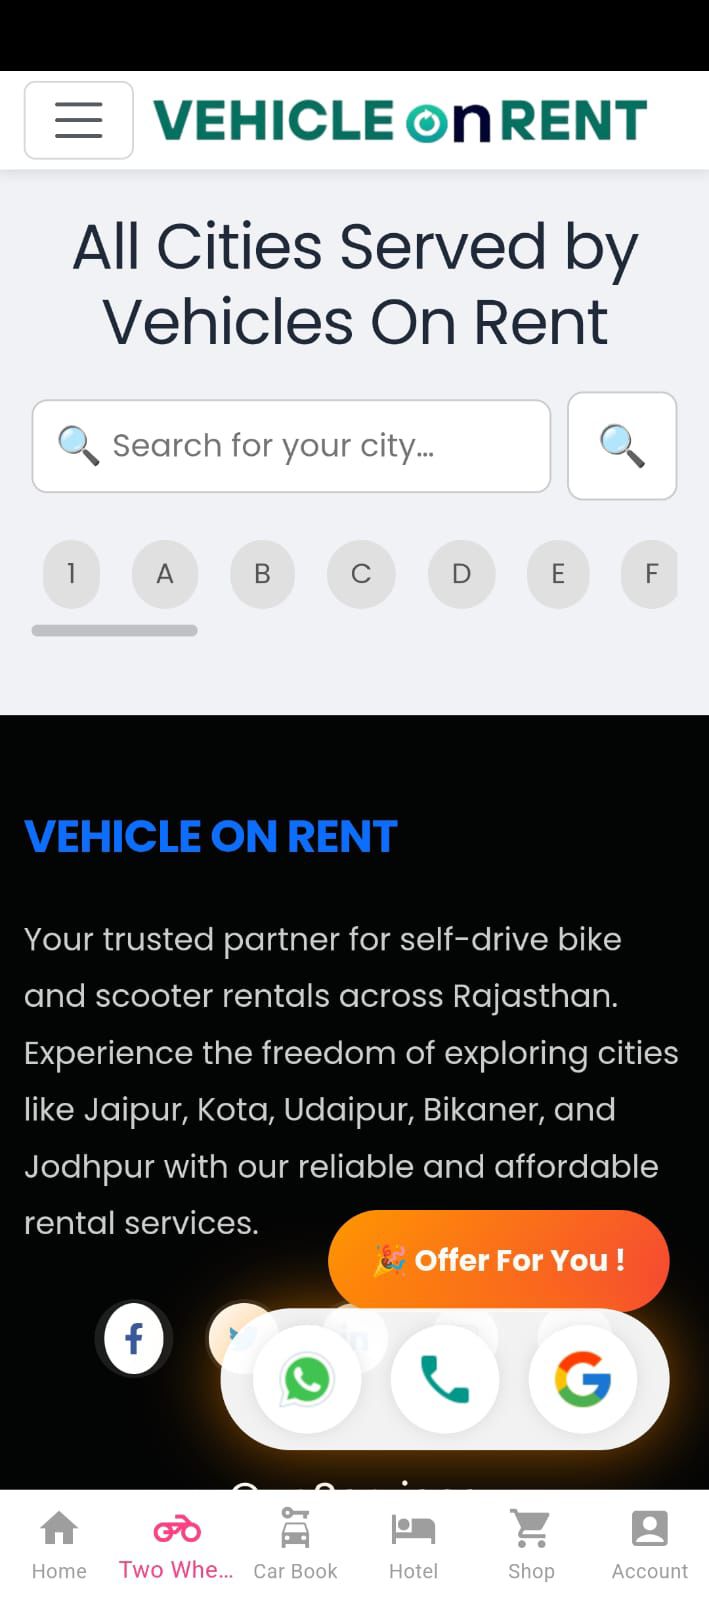 VEHICLE on RENT
All Cities Served by
Vehicles On Rent
🔍 Search for your city...
🔍
1 A B C D E F
VEHICLE ON RENT
Your trusted partner for self-drive bike
and scooter rentals across Rajasthan.
Experience the freedom of exploring cities
like Jaipur, Kota, Udaipur, Bikaner, and
Jodhpur with our reliable and affordable
rental services.
🎉 Offer For You !
Home Two Whe... Car Book Hotel Shop Account